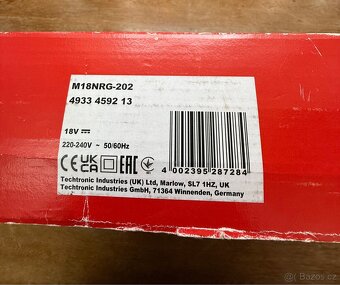 M18NRG-202
4933 4592 13
18V ⎓
220-240V ~ 50/60Hz
CE UK CA EAC
4 002395 287284
Techtronic Industries (UK) Ltd, Marlow, SL7 1HZ, UK
Techtronic Industries GmbH, 71364 Winnenden, Germany
Bazos.cz